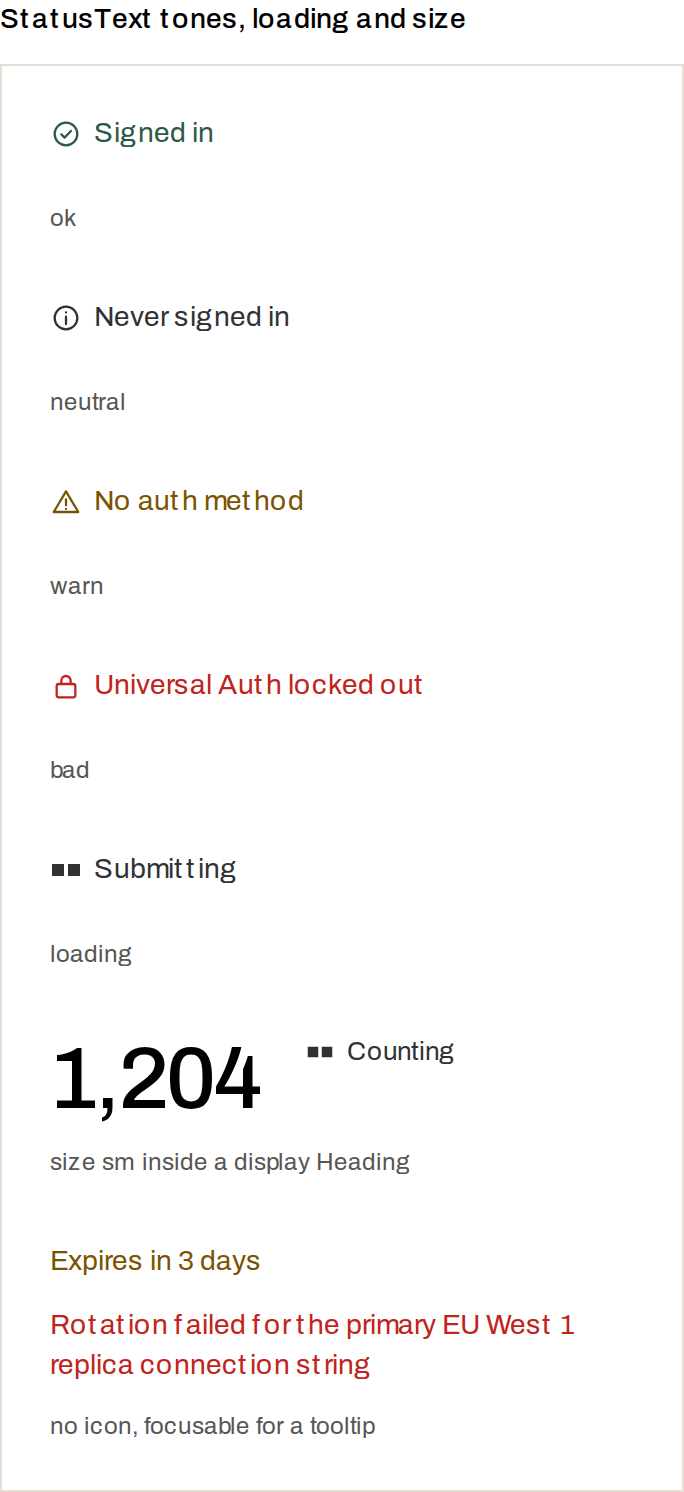 StatusText tones, loading and size
Signed in
ok
Never signed in
neutral
No auth method
warn
Universal Auth locked out
bad
Submitting
loading
1,204 Counting
size sm inside a display Heading
Expires in 3 days
Rotation failed for the primary EU West 1
replica connection string
no icon, focusable for a tooltip